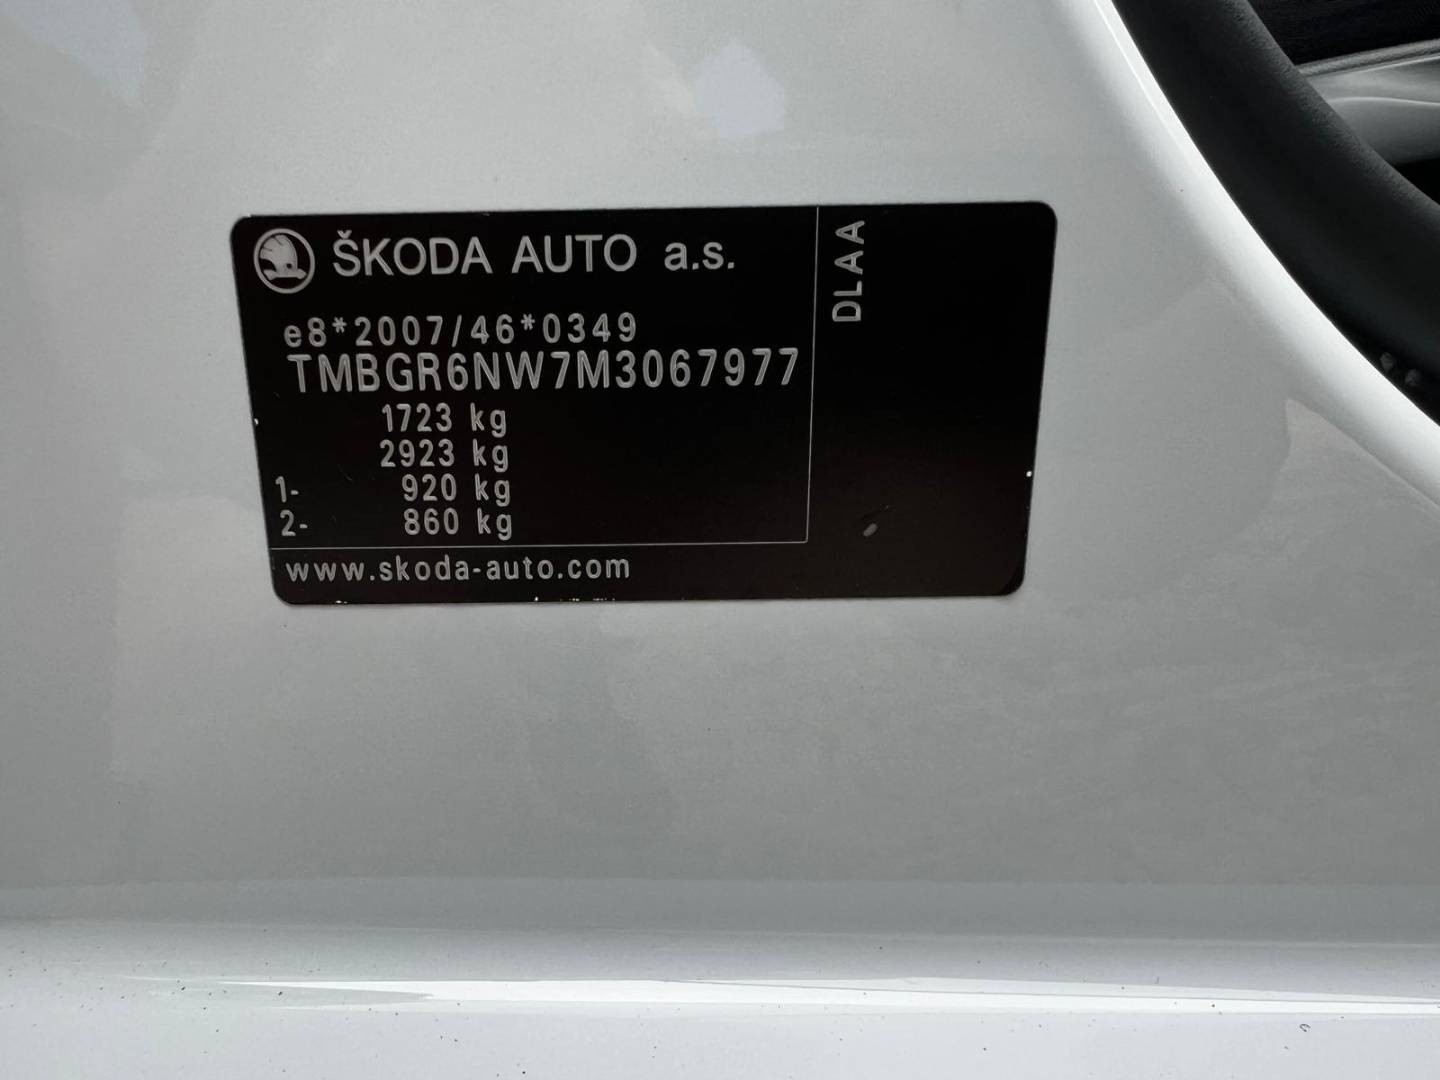 ŠKODA AUTO a.s.
e8*2007/46*0349
TMBGR6NW7M3067977
1723 kg
2923 kg
1- 920 kg
2- 860 kg
www.skoda-auto.com
DLAA